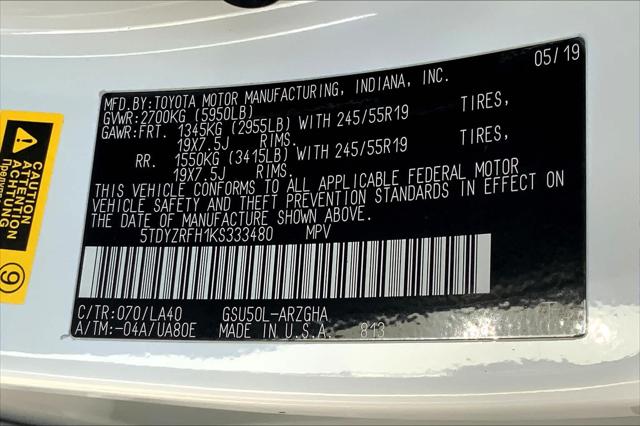 05/19
MFD.BY:TOYOTA MOTOR MANUFACTURING, INDIANA, INC.
GVWR:2700KG (5950LB)
GAWR:FRT. 1345KG (2955LB) WITH 245/55R19 TIRES,
19X7.5J RIMS.
RR. 1550KG (3415LB) WITH 245/55R19 TIRES,
19X7.5J RIMS.
THIS VEHICLE CONFORMS TO ALL APPLICABLE FEDERAL MOTOR
VEHICLE SAFETY AND THEFT PREVENTION STANDARDS IN EFFECT ON
THE DATE OF MANUFACTURE SHOWN ABOVE.
5TDYZRFH1KS333480 MPV
C/TR:070/LA40 GSU50L-ARZGHA
A/TM:-04A/UA80E MADE IN U.S.A. 813
CAUTION
ATTENTION
ACHTUNG
9